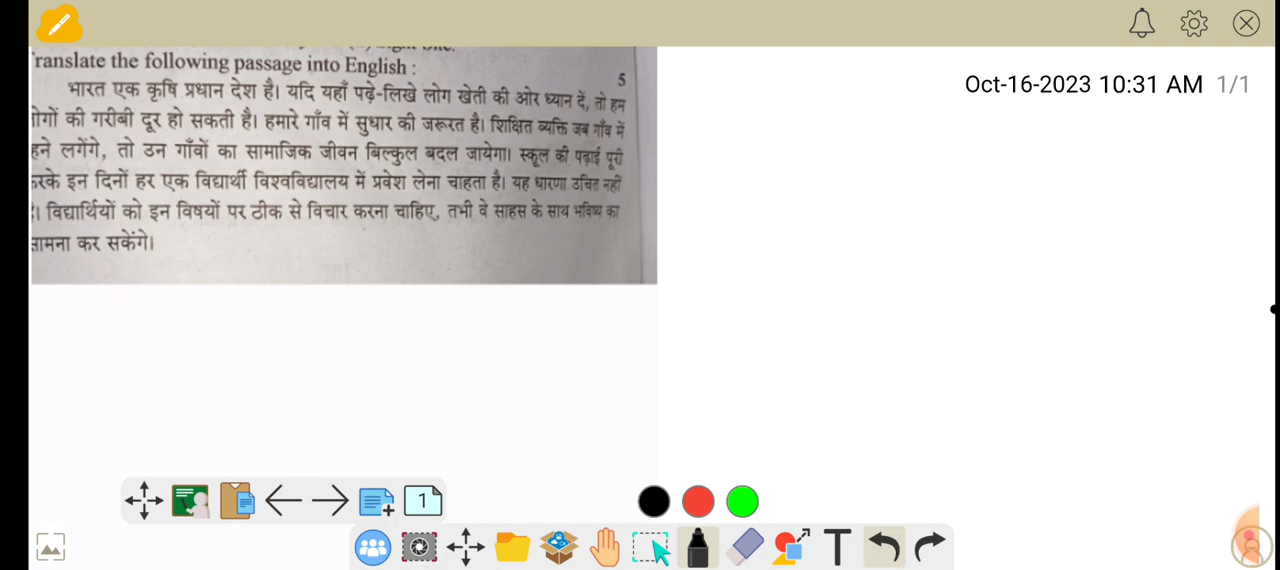 Oct-16-2023 10:31 AM 1/1
ranslate the following passage into English :
5
भारत एक कृषि प्रधान देश है। यदि यहाँ पढ़े-लिखे लोग खेती की ओर ध्यान दें, तो हम
ोगों की गरीबी दूर हो सकती है। हमारे गाँव में सुधार की जरूरत है। शिक्षित व्यक्ति जब गाँव में
हने लगेंगे, तो उन गाँवों का सामाजिक जीवन बिल्कुल बदल जायेगा। स्कूल की पढ़ाई पूरी
रके इन दिनों हर एक विद्यार्थी विश्वविद्यालय में प्रवेश लेना चाहता है। यह धारणा उचित नहीं
। विद्यार्थियों को इन विषयों पर ठीक से विचार करना चाहिए, तभी वे साहस के साथ भविष्य का
ामना कर सकेंगे।
1